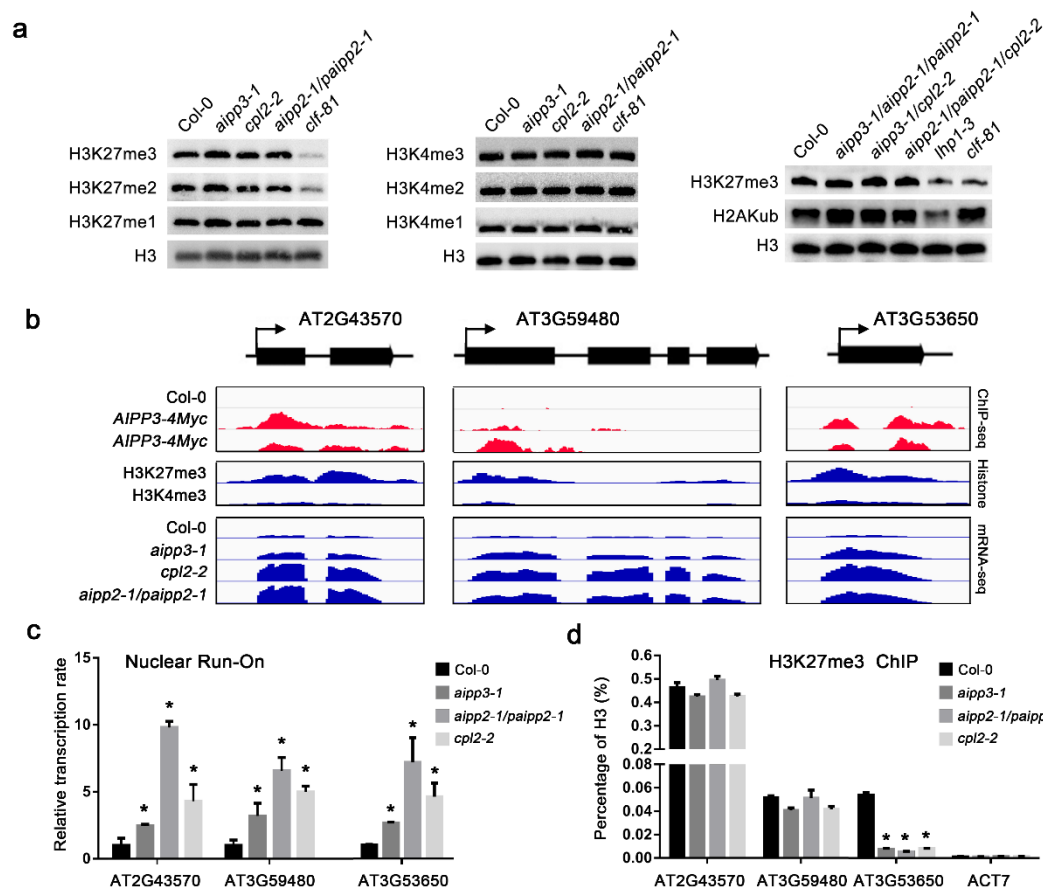 a
Col-0
aipp3-1
cpl2-2
aipp2-1/paipp2-1
clf-81
H3K27me3
H3K27me2
H3K27me1
H3
Col-0
aipp3-1
cpl2-2
aipp2-1/paipp2-1
clf-81
H3K4me3
H3K4me2
H3K4me1
H3
Col-0
aipp3-1/aipp2-1/paipp2-1
aipp3-1/cpl2-2
aipp2-1/paipp2-1/cpl2-2
lhp1-3
clf-81
H3K27me3
H2AKub
H3
b
AT2G43570
AT3G59480
AT3G53650
Col-0
AIPP3-4Myc
AIPP3-4Myc
ChIP-seq
H3K27me3
H3K4me3
Histone
Col-0
aipp3-1
cpl2-2
aipp2-1/paipp2-1
mRNA-seq
c
Nuclear Run-On
Relative transcription rate
15
10
5
0
* * *
* * *
* * *
AT2G43570
AT3G59480
AT3G53650
Col-0
aipp3-1
aipp2-1/paipp2-1
cpl2-2
d
H3K27me3 ChIP
Percentage of H3 (%)
0.6
0.5
0.4
0.3
0.2
0.08
0.06
0.04
0.02
0.00
* * *
AT2G43570
AT3G59480
AT3G53650
ACT7
Col-0
aipp3-1
aipp2-1/paipp
cpl2-2